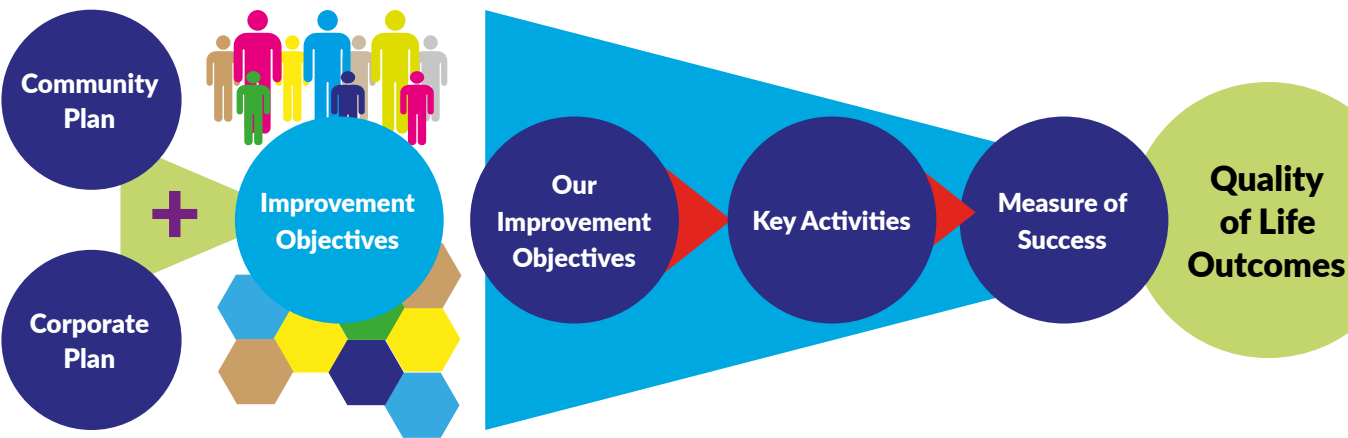 Community
Plan
+
Corporate
Plan
Improvement
Objectives
Our
Improvement
Objectives
Key Activities
Measure of
Success
Quality
of Life
Outcomes